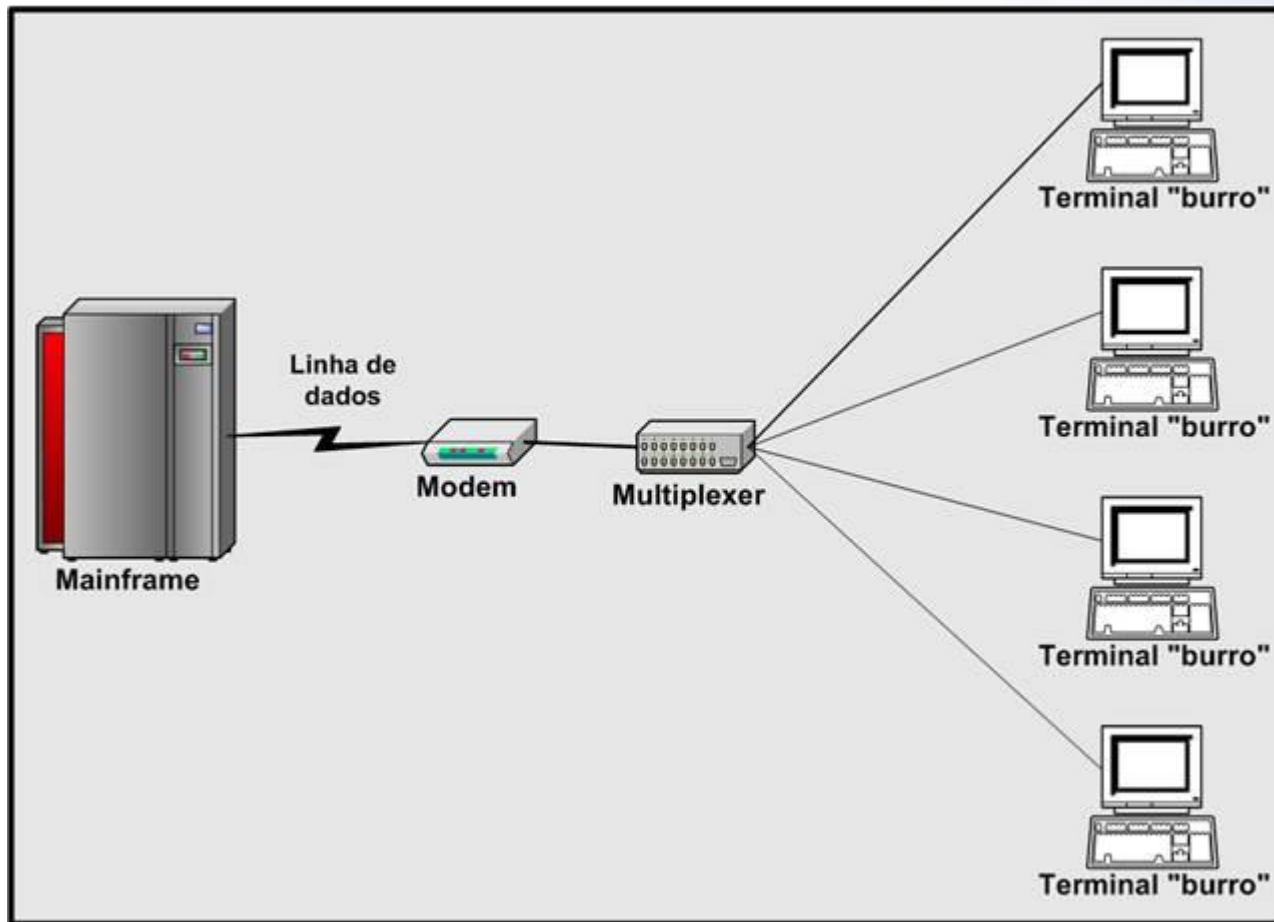 Terminal "burro"
Terminal "burro"
Linha de
dados
Modem
Multiplexer
Mainframe
Terminal "burro"
Terminal "burro"